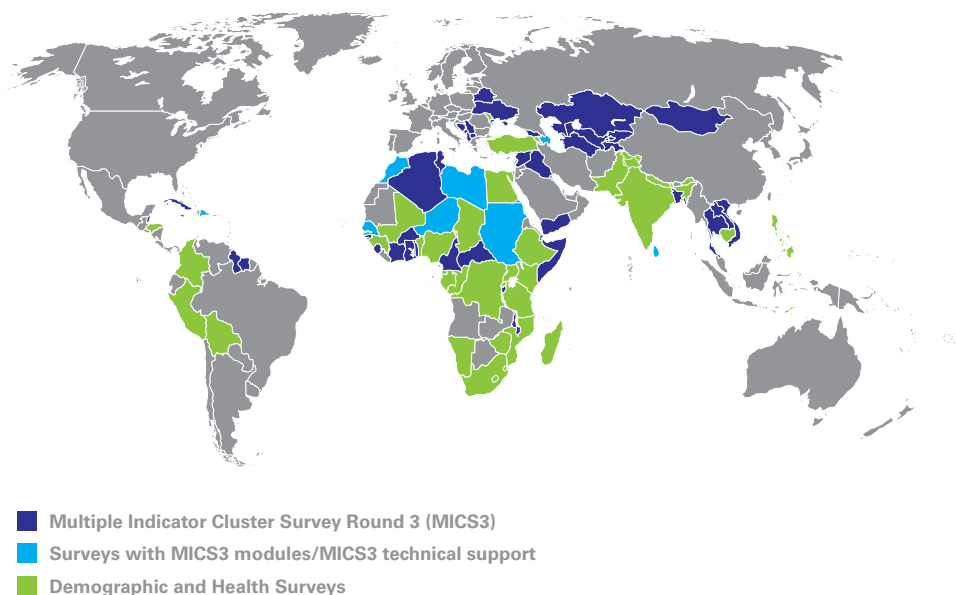 Multiple Indicator Cluster Survey Round 3 (MICS3)
Surveys with MICS3 modules/MICS3 technical support
Demographic and Health Surveys